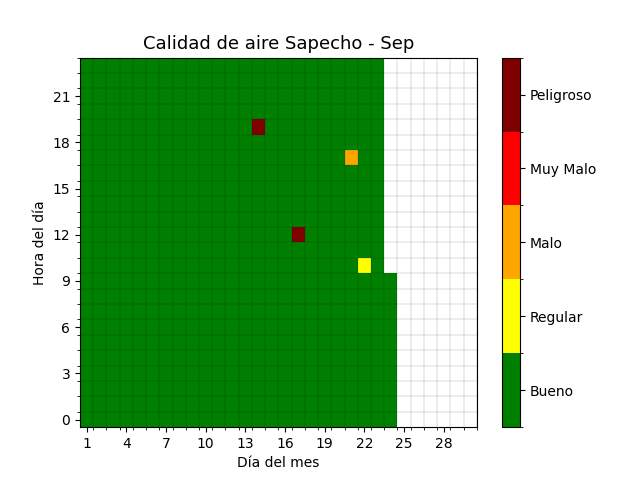 Calidad de aire Sapecho - Sep
Hora del día
21
18
15
12
9
6
3
0
1 4 7 10 13 16 19 22 25 28
Día del mes
Peligroso
Muy Malo
Malo
Regular
Bueno